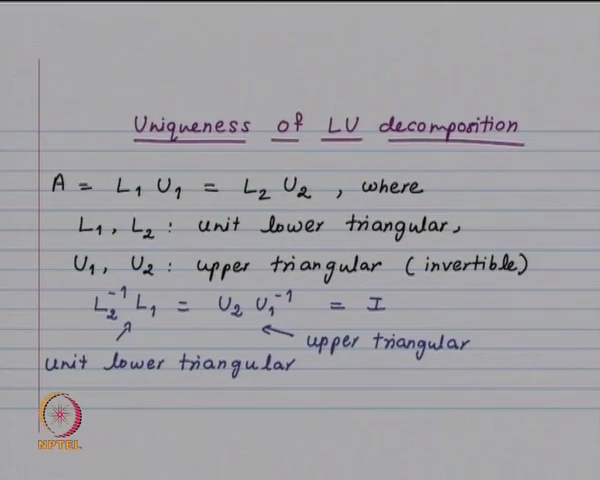 Uniqueness of LU decomposition
A = L₁ U₁ = L₂ U₂ , where
L₁, L₂ : unit lower triangular,
U₁, U₂ : upper triangular (invertible)
L₂⁻¹ L₁ = U₂ U₁⁻¹ = I
upper triangular
unit lower triangular
NPTEL